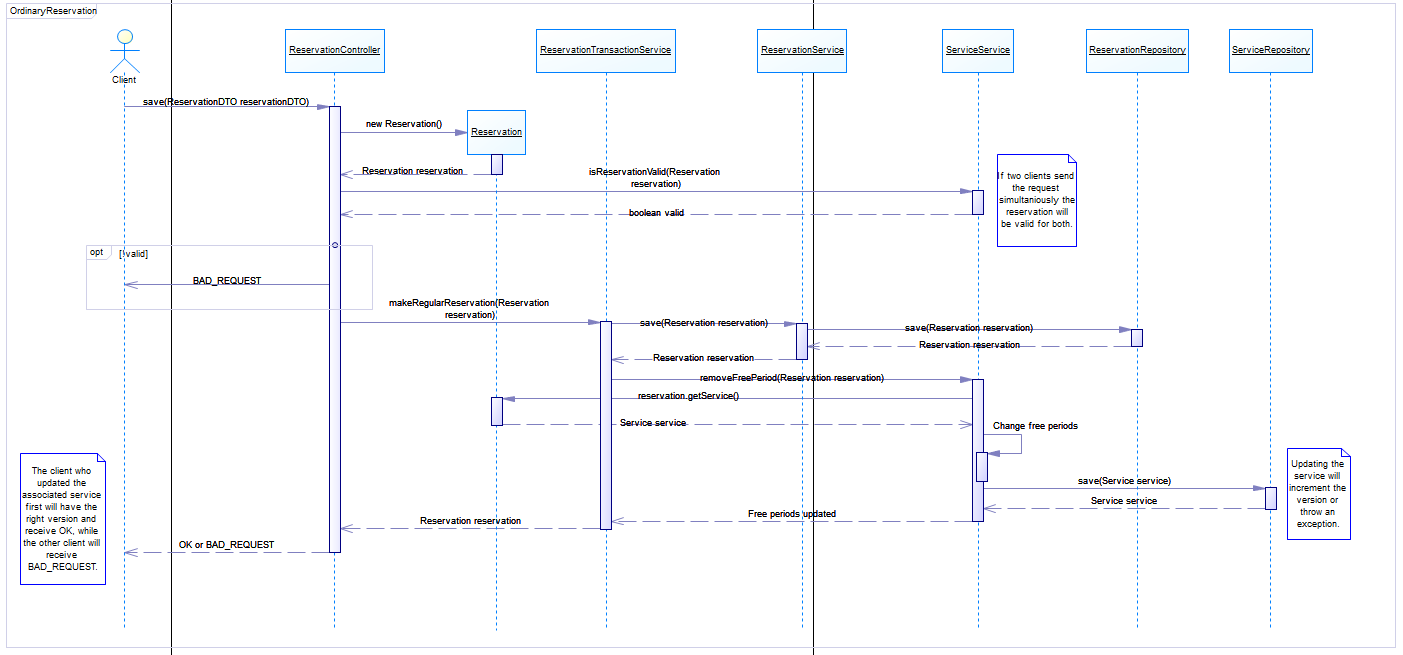 OrdinaryReservation
Client
ReservationController
ReservationTransactionService
ReservationService
ServiceService
ReservationRepository
ServiceRepository
save(ReservationDTO reservationDTO)
new Reservation()
Reservation
Reservation reservation
isReservationValid(Reservation
reservation)
boolean valid
If two clients send
the request
simultaniously the
reservation will
be valid for both.
opt
[!valid]
BAD_REQUEST
makeRegularReservation(Reservation
reservation)
save(Reservation reservation)
save(Reservation reservation)
Reservation reservation
Reservation reservation
removeFreePeriod(Reservation reservation)
reservation.getService()
Service service
Change free periods
save(Service service)
Service service
Updating the
service will
increment the
version or
throw an
exception.
Free periods updated
Reservation reservation
OK or BAD_REQUEST
The client who
updated the
associated service
first will have the
right version and
receive OK, while
the other client will
receive
BAD_REQUEST.